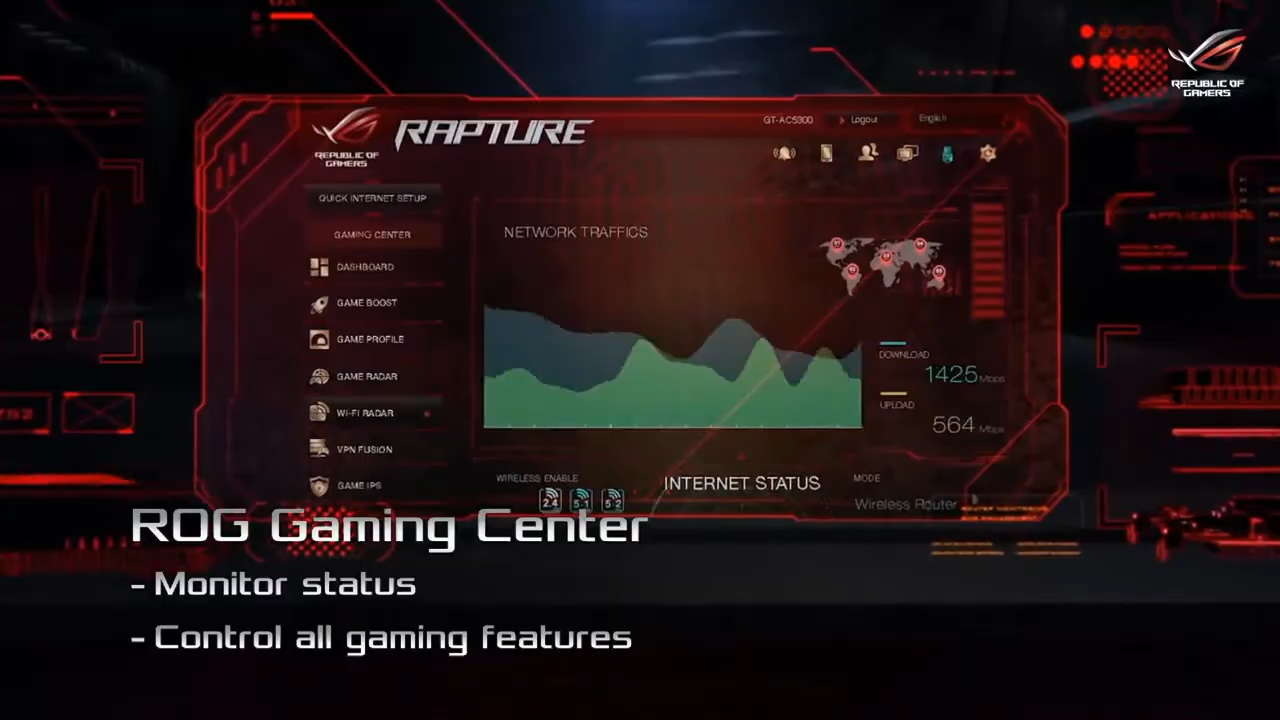 REPUBLIC OF
GAMERS
REPUBLIC OF
GAMERS
RAPTURE
GT-AC5300
Logout
English
QUICK INTERNET SETUP
GAMING CENTER
DASHBOARD
GAME BOOST
GAME PROFILE
GAME RADAR
WI-FI RADAR
VPN FUSION
GAME IPS
NETWORK TRAFFICS
DOWNLOAD
1425 Mbps
UPLOAD
564 Mbps
WIRELESS ENABLE
2.4 5-1 5-2
INTERNET STATUS
MODE
Wireless Router
APPLICATIONS
ROG Gaming Center
- Monitor status
- Control all gaming features